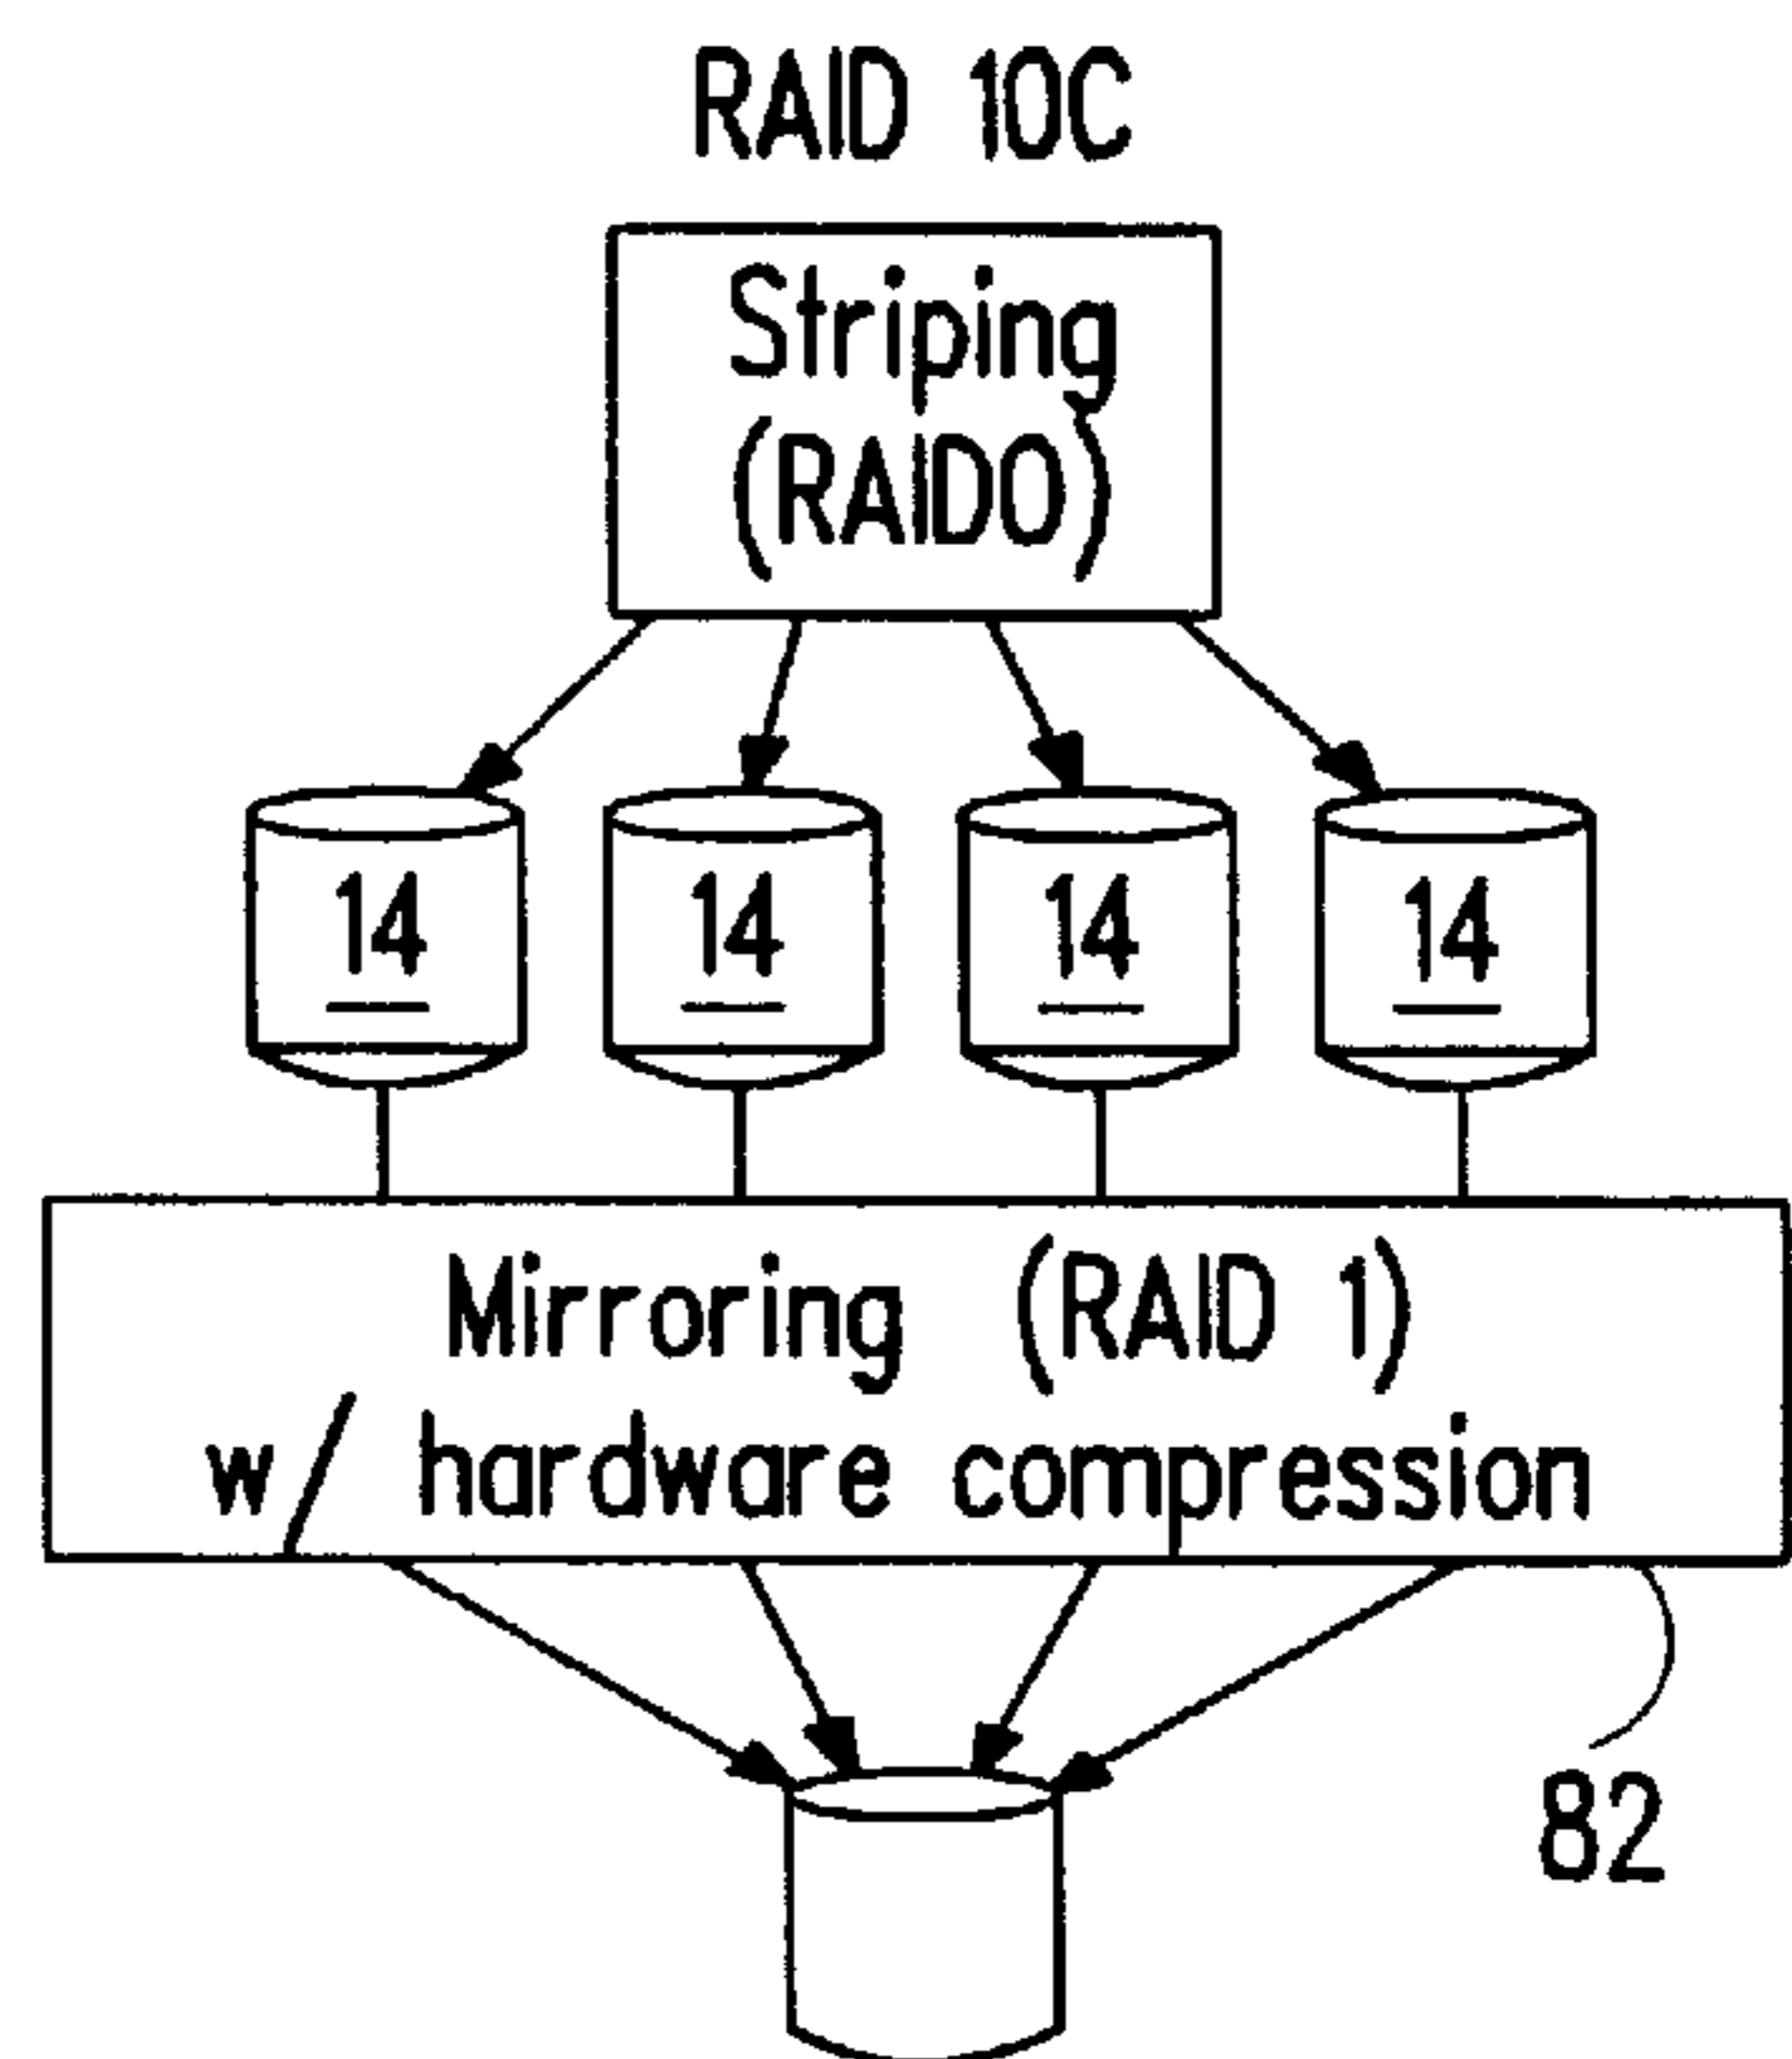 RAID 10C
Striping
(RAID0)
14 14 14 14
Mirroring (RAID 1)
w/ hardware compression
82